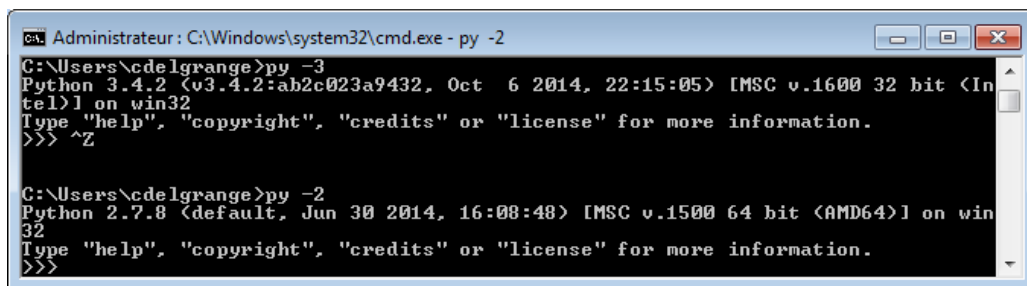 Administrateur : C:\Windows\system32\cmd.exe - py -2
C:\Users\cdelgrange>py -3
Python 3.4.2 (v3.4.2:ab2c023a9432, Oct  6 2014, 22:15:05) [MSC v.1600 32 bit (In
tel)] on win32
Type "help", "copyright", "credits" or "license" for more information.
>>> ^Z
C:\Users\cdelgrange>py -2
Python 2.7.8 (default, Jun 30 2014, 16:08:48) [MSC v.1500 64 bit (AMD64)] on win
32
Type "help", "copyright", "credits" or "license" for more information.
>>>